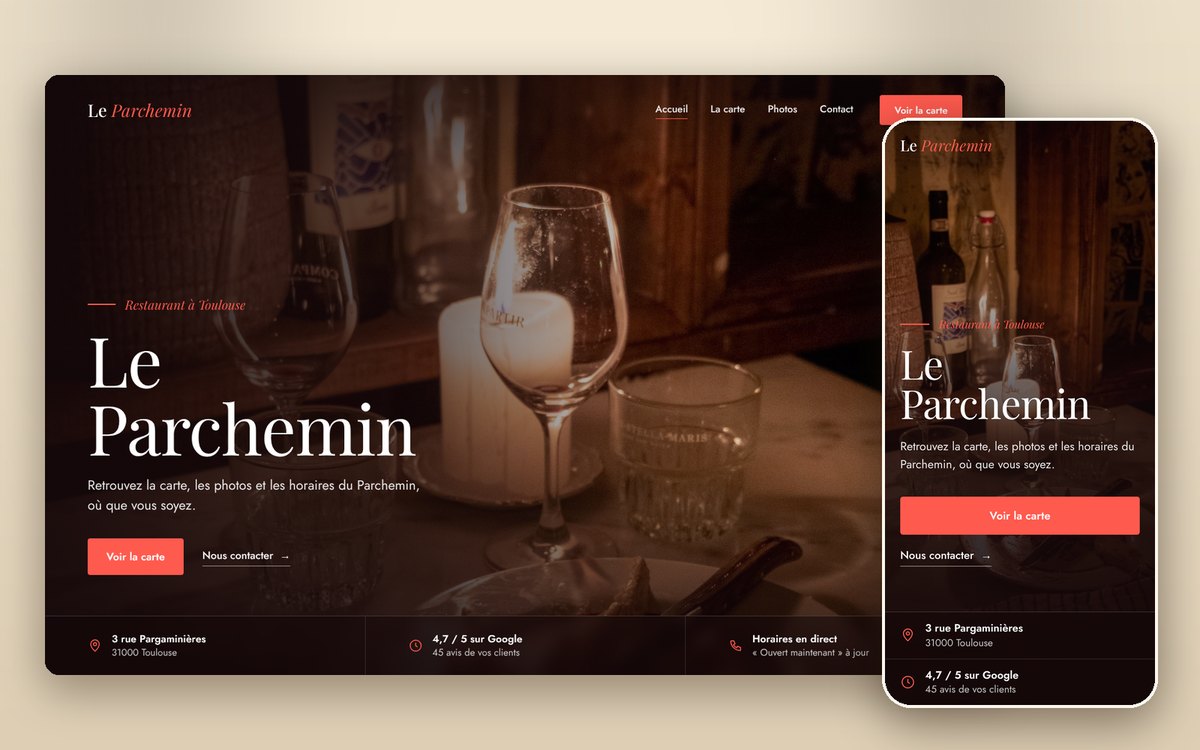 Le Parchemin
Accueil La carte Photos Contact Voir la carte
Restaurant à Toulouse
Le
Parchemin
Retrouvez la carte, les photos et les horaires du Parchemin,
où que vous soyez.
Voir la carte Nous contacter →
3 rue Pargaminières
31000 Toulouse
4,7 / 5 sur Google
45 avis de vos clients
Horaires en direct
« Ouvert maintenant » à jour
Le Parchemin
Restaurant à Toulouse
Le
Parchemin
Retrouvez la carte, les photos et les horaires du
Parchemin, où que vous soyez.
Voir la carte
Nous contacter →
3 rue Pargaminières
31000 Toulouse
4,7 / 5 sur Google
45 avis de vos clients